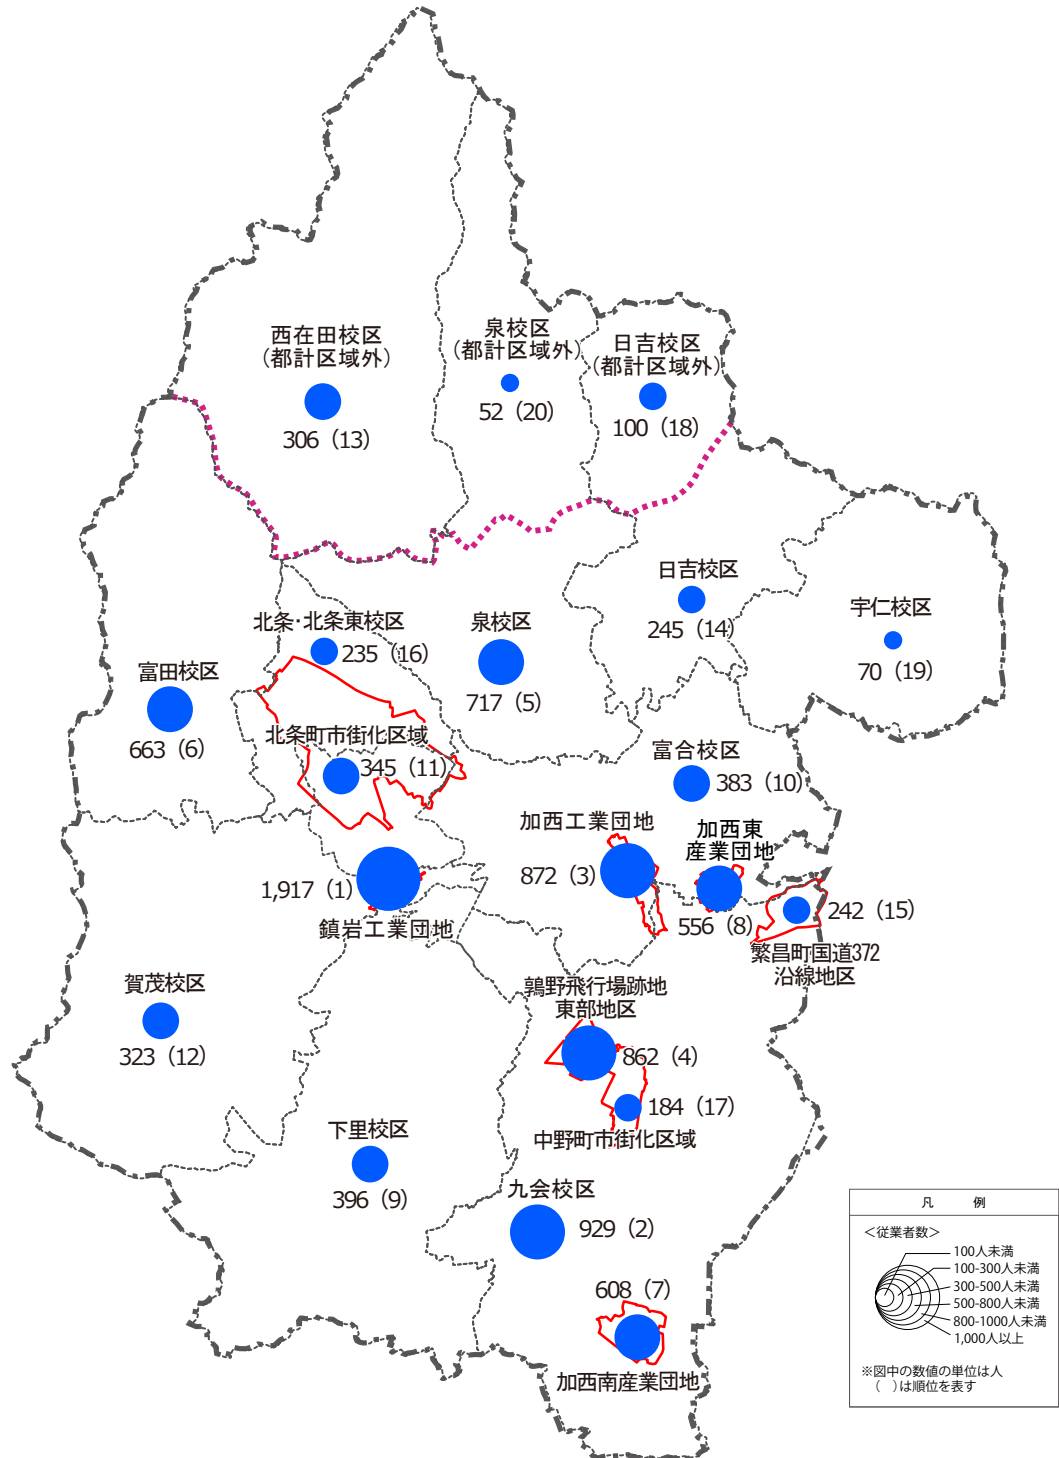 西在田校区
（都計区域外）
306（13）
泉校区
（都計区域外）
52（20）
日吉校区
（都計区域外）
100（18）
日吉校区
245（14）
宇仁校区
70（19）
北条・北条東校区
235（16）
泉校区
717（5）
富田校区
663（6）
北条町市街化区域
345（11）
富合校区
383（10）
加西工業団地
872（3）
加西東
産業団地
556（8）
1,917（1）
鎮岩工業団地
242（15）
繁昌町国道372
沿線地区
賀茂校区
323（12）
鶉野飛行場跡地
東部地区
862（4）
184（17）
中野町市街化区域
下里校区
396（9）
九会校区
929（2）
608（7）
加西南産業団地
凡　例
＜従業者数＞
100人未満
100-300人未満
300-500人未満
500-800人未満
800-1000人未満
1,000人以上
※図中の数値の単位は人
（　）は順位を表す